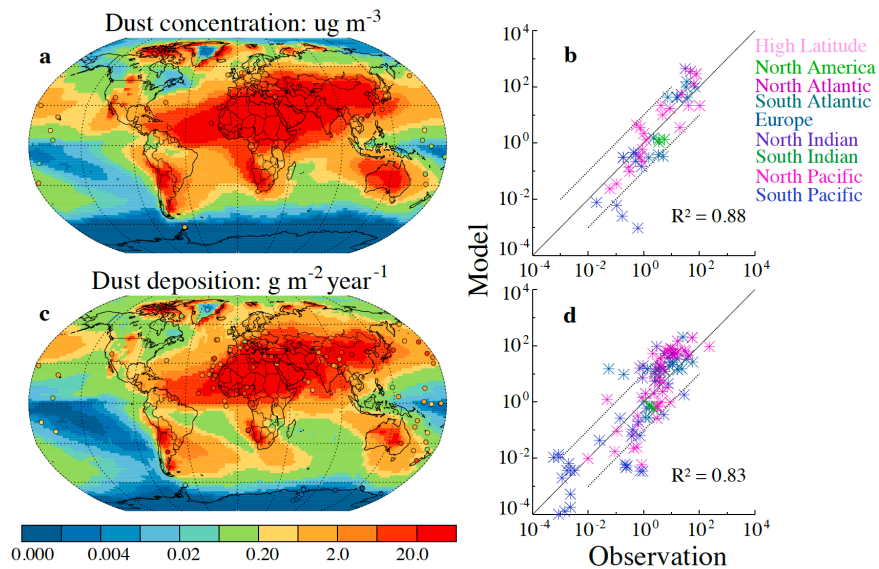 Dust concentration: ug m-3
a
b
High Latitude
North America
North Atlantic
South Atlantic
Europe
North Indian
South Indian
North Pacific
South Pacific
10^4
10^2
10^0
10^-2
10^-4
R² = 0.88
10^-4 10^-2 10^0 10^2 10^4
Model
Dust deposition: g m-2 year-1
c
d
10^4
10^2
10^0
10^-2
10^-4
R² = 0.83
10^-4 10^-2 10^0 10^2 10^4
Observation
0.000 0.004 0.02 0.20 2.0 20.0